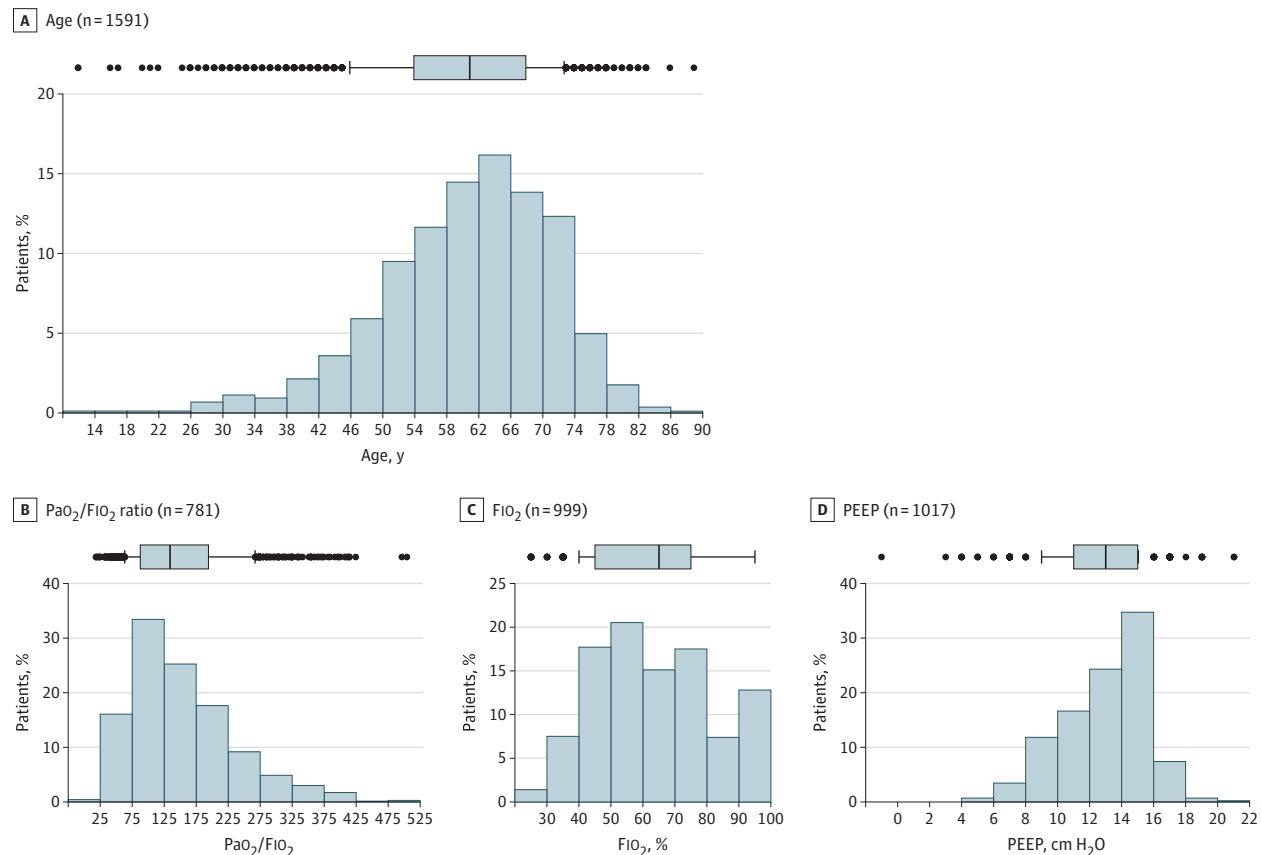 A Age (n=1591)
20
15
10
5
0
Patients, %
14 18 22 26 30 34 38 42 46 50 54 58 62 66 70 74 78 82 86 90
Age, y
B PaO₂/FIO₂ ratio (n=781)
40
30
20
10
0
Patients, %
25 75 125 175 225 275 325 375 425 475 525
PaO₂/FIO₂
C FIO₂ (n=999)
25
20
15
10
5
0
Patients, %
30 40 50 60 70 80 90 100
FIO₂, %
D PEEP (n=1017)
40
30
20
10
0
Patients, %
0 2 4 6 8 10 12 14 16 18 20 22
PEEP, cm H₂O